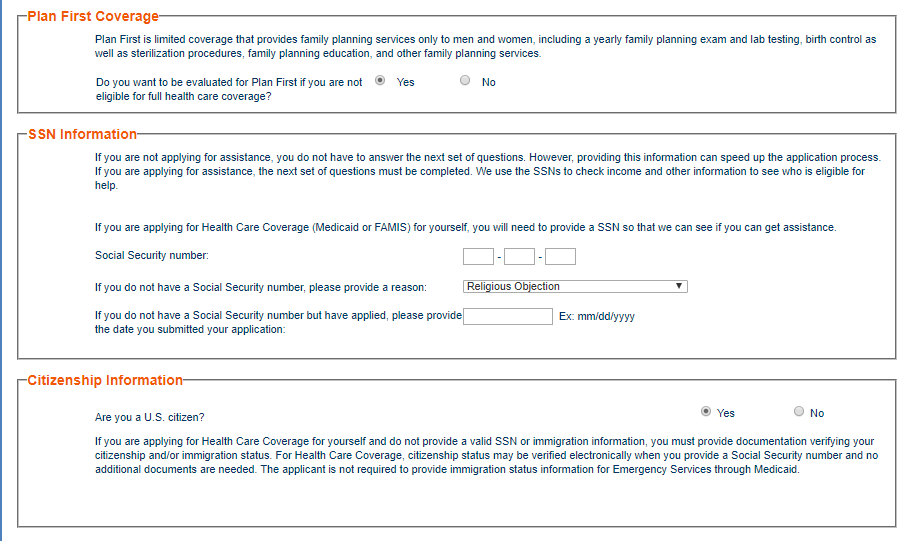 Plan First Coverage
Plan First is limited coverage that provides family planning services only to men and women, including a yearly family planning exam and lab testing, birth control as
well as sterilization procedures, family planning education, and other family planning services.
Do you want to be evaluated for Plan First if you are not Yes No
eligible for full health care coverage?
SSN Information
If you are not applying for assistance, you do not have to answer the next set of questions. However, providing this information can speed up the application process.
If you are applying for assistance, the next set of questions must be completed. We use the SSNs to check income and other information to see who is eligible for
help.
If you are applying for Health Care Coverage (Medicaid or FAMIS) for yourself, you will need to provide a SSN so that we can see if you can get assistance.
Social Security number: - -
If you do not have a Social Security number, please provide a reason: Religious Objection
If you do not have a Social Security number but have applied, please provide Ex: mm/dd/yyyy
the date you submitted your application:
Citizenship Information
Are you a U.S. citizen? Yes No
If you are applying for Health Care Coverage for yourself and do not provide a valid SSN or immigration information, you must provide documentation verifying your
citizenship and/or immigration status. For Health Care Coverage, citizenship status may be verified electronically when you provide a Social Security number and no
additional documents are needed. The applicant is not required to provide immigration status information for Emergency Services through Medicaid.